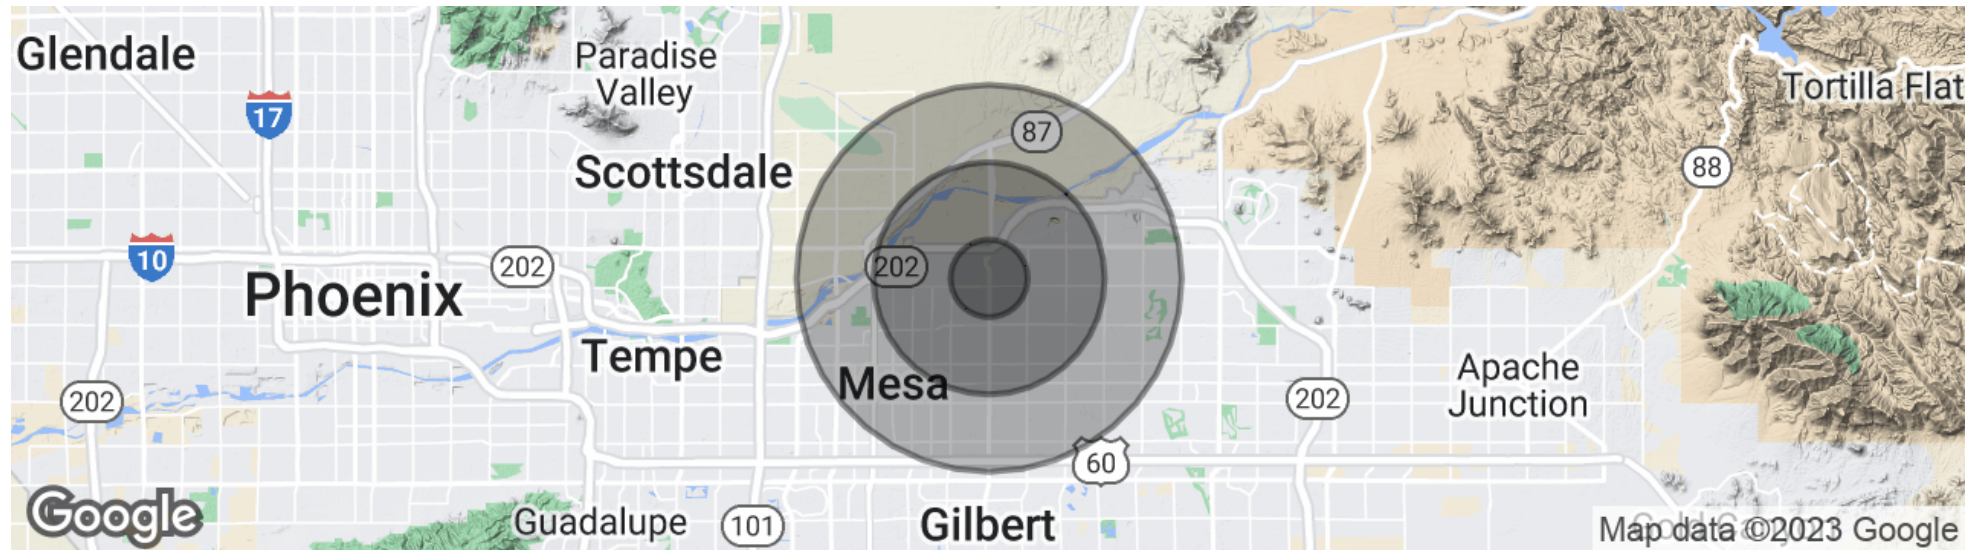 Glendale
Paradise
Valley
Tortilla Flat
17
87
88
Scottsdale
10
202
202
Phoenix
Tempe
Mesa
Apache
Junction
202
202
60
Google
Guadalupe
101
Gilbert
Map data ©2023 Google